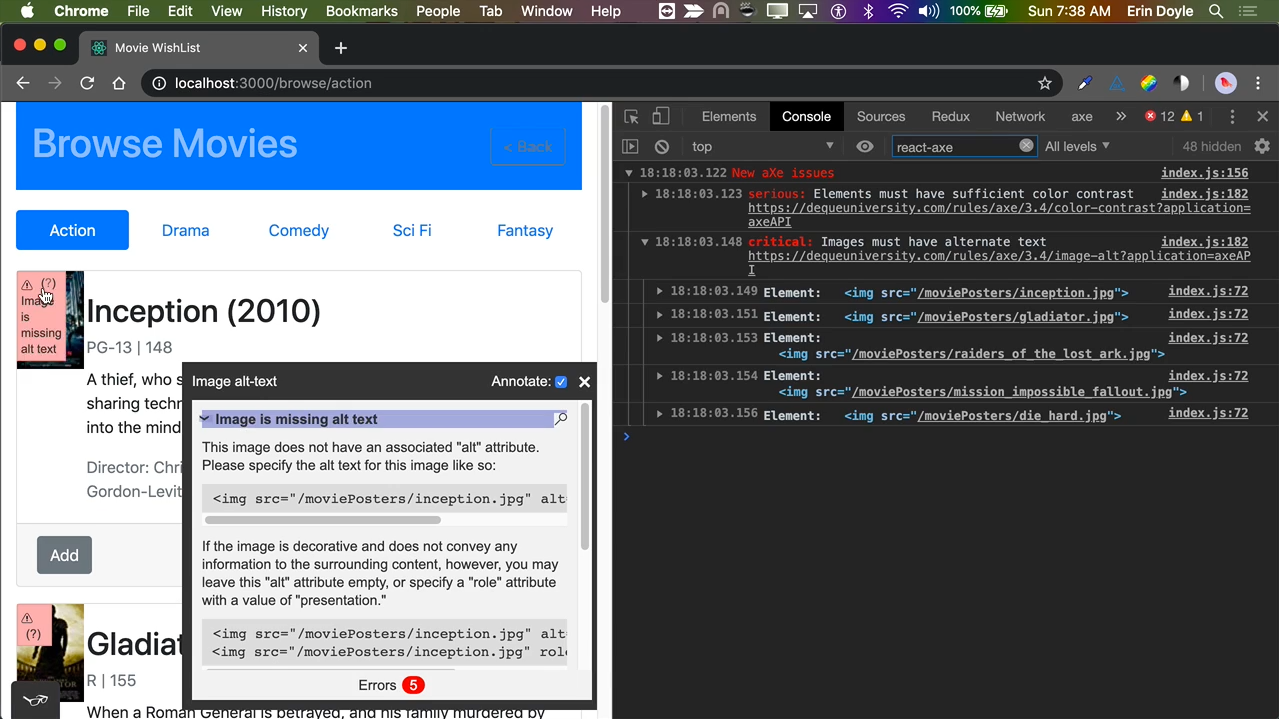 Chrome File Edit View History Bookmarks People Tab Window Help 100% Sun 7:38 AM Erin Doyle
Movie WishList
localhost:3000/browse/action
Browse Movies
< Back
Action Drama Comedy Sci Fi Fantasy
(?)
Image
is
missing
alt text
Inception (2010)
PG-13 | 148
A thief, who s
sharing techn
into the mind
Director: Chri
Gordon-Levit
Add
(?)
Gladiat
R | 155
When a Roman General is betrayed, and his family murdered by
Image alt-text Annotate:
Image is missing alt text
This image does not have an associated "alt" attribute.
Please specify the alt text for this image like so:
<img src="/moviePosters/inception.jpg" alt=
If the image is decorative and does not convey any
information to the surrounding content, however, you may
leave this "alt" attribute empty, or specify a "role" attribute
with a value of "presentation."
<img src="/moviePosters/inception.jpg" alt=
<img src="/moviePosters/inception.jpg" role
Errors 5
Elements Console Sources Redux Network axe » 12 1
top react-axe All levels 48 hidden
18:18:03.122 New aXe issues index.js:156
18:18:03.123 serious: Elements must have sufficient color contrast index.js:182
https://dequeuniversity.com/rules/axe/3.4/color-contrast?application=
axeAPI
18:18:03.148 critical: Images must have alternate text index.js:182
https://dequeuniversity.com/rules/axe/3.4/image-alt?application=axeAP
I
18:18:03.149 Element: <img src="/moviePosters/inception.jpg"> index.js:72
18:18:03.151 Element: <img src="/moviePosters/gladiator.jpg"> index.js:72
18:18:03.153 Element: index.js:72
<img src="/moviePosters/raiders_of_the_lost_ark.jpg">
18:18:03.154 Element: index.js:72
<img src="/moviePosters/mission_impossible_fallout.jpg">
18:18:03.156 Element: <img src="/moviePosters/die_hard.jpg"> index.js:72